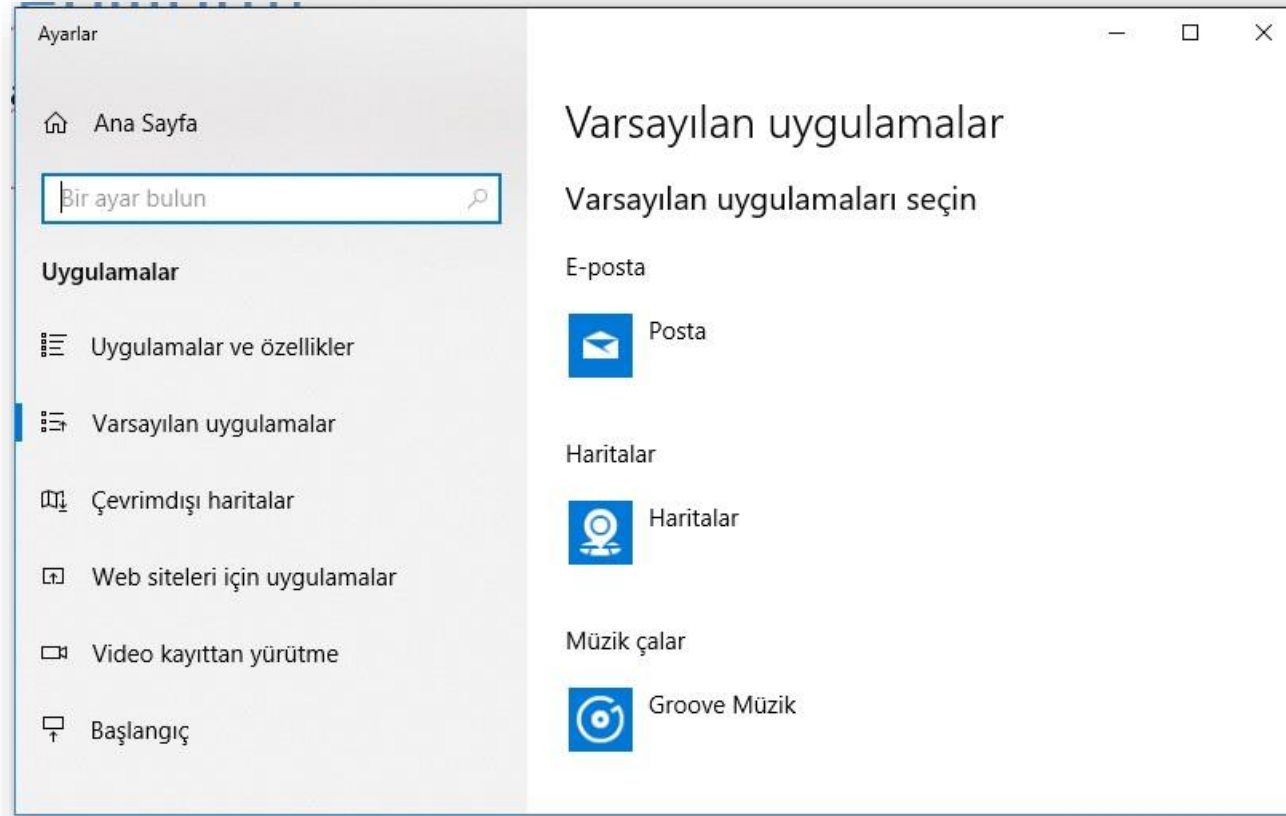 Ayarlar
Ana Sayfa
Bir ayar bulun
Uygulamalar
Uygulamalar ve özellikler
Varsayılan uygulamalar
Çevrimdışı haritalar
Web siteleri için uygulamalar
Video kayıttan yürütme
Başlangıç
Varsayılan uygulamalar
Varsayılan uygulamaları seçin
E-posta
Posta
Haritalar
Haritalar
Müzik çalar
Groove Müzik